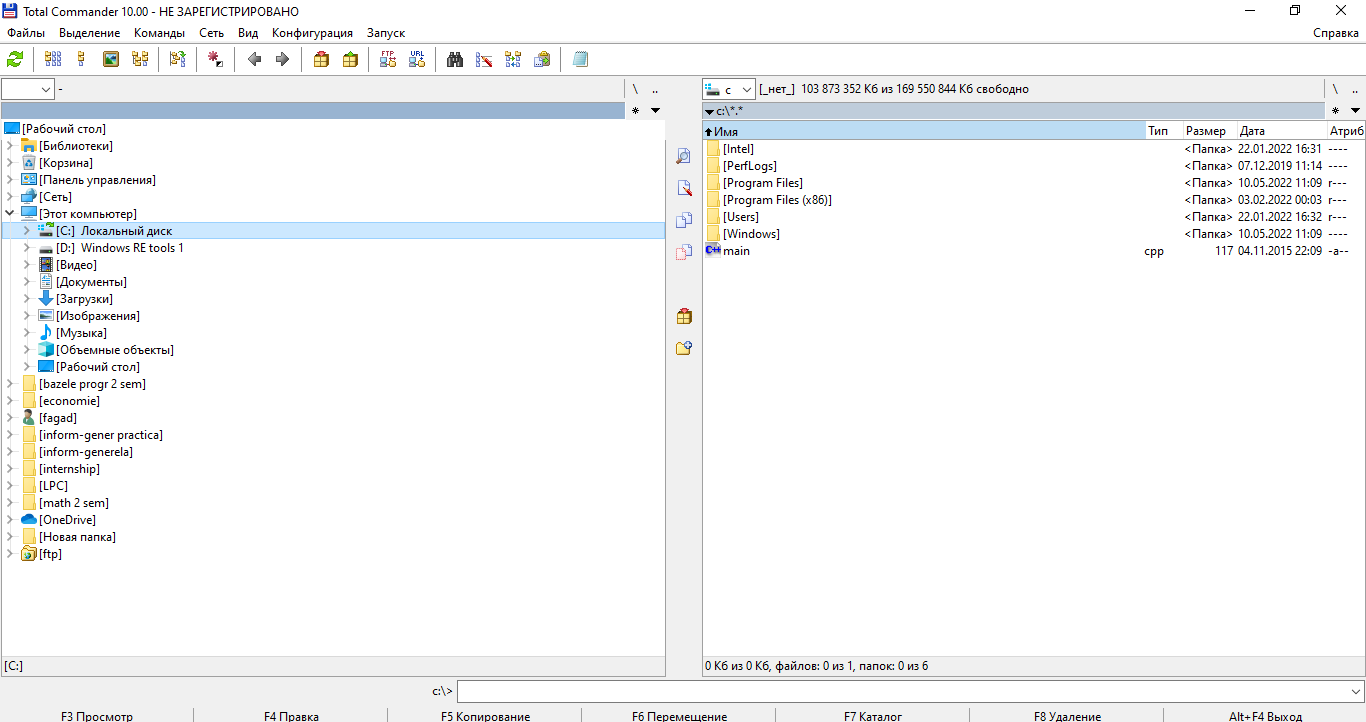 Total Commander 10.00 - НЕ ЗАРЕГИСТРИРОВАНО
Файлы Выделение Команды Сеть Вид Конфигурация Запуск Справка
FTP URL
- \ .. c [_нет_] 103 873 352 Кб из 169 550 844 Кб свободно \ ..
* c:\*.* *
[Рабочий стол]
[Библиотеки]
[Корзина]
[Панель управления]
[Сеть]
[Этот компьютер]
[C:] Локальный диск
[D:] Windows RE tools 1
[Видео]
[Документы]
[Загрузки]
[Изображения]
[Музыка]
[Объемные объекты]
[Рабочий стол]
[bazele progr 2 sem]
[economie]
[fagad]
[inform-gener practica]
[inform-generela]
[internship]
[LPC]
[math 2 sem]
[OneDrive]
[Новая папка]
[ftp]
[C:]
Имя Тип Размер Дата Атриб
[Intel] <Папка> 22.01.2022 16:31 ----
[PerfLogs] <Папка> 07.12.2019 11:14 ----
[Program Files] <Папка> 10.05.2022 11:09 r---
[Program Files (x86)] <Папка> 03.02.2022 00:03 r---
[Users] <Папка> 22.01.2022 16:32 r---
[Windows] <Папка> 10.05.2022 11:09 ----
C++ main cpp 117 04.11.2015 22:09 -a--
0 Кб из 0 Кб, файлов: 0 из 1, папок: 0 из 6
c:\>
F3 Просмотр F4 Правка F5 Копирование F6 Перемещение F7 Каталог F8 Удаление Alt+F4 Выход